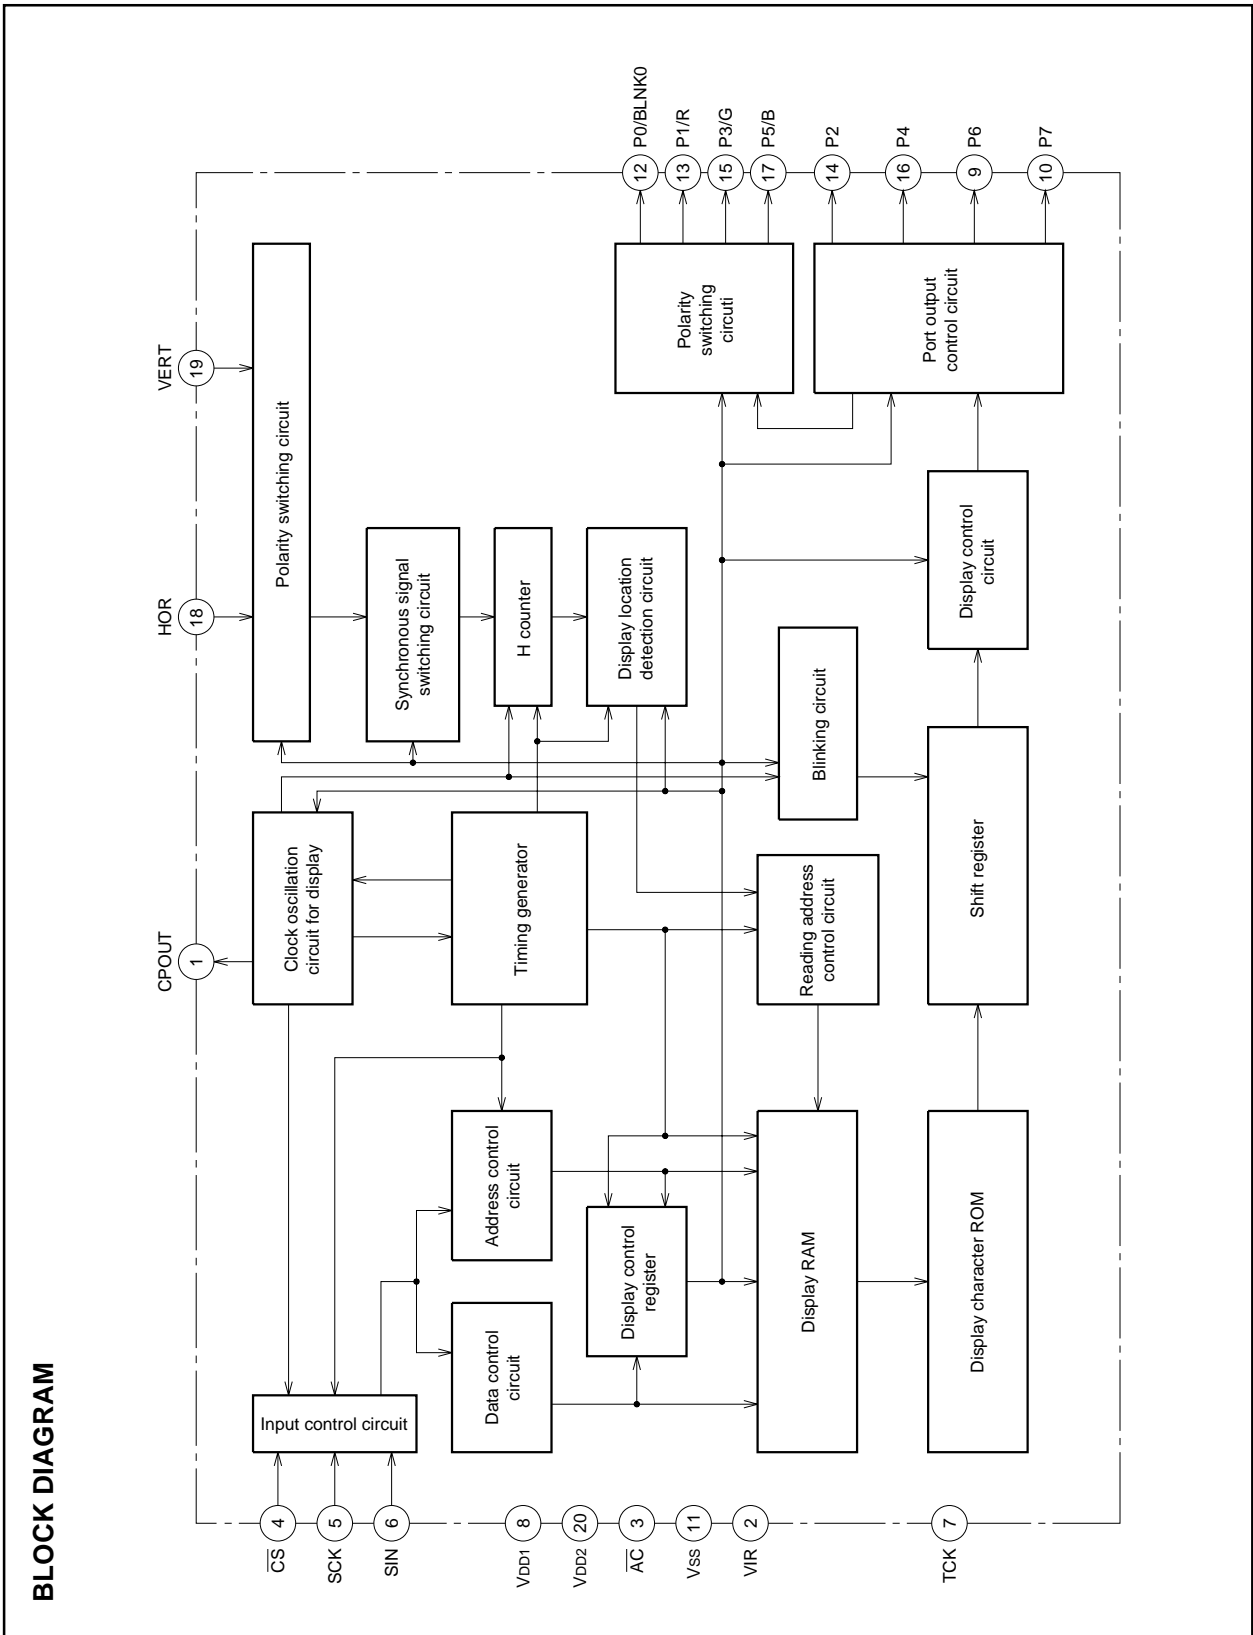 BLOCK DIAGRAM
CPOUT
1
HOR
18
VERT
19
CS
4
SCK
5
SIN
6
VDD1
8
VDD2
20
AC
3
VSS
11
VIR
2
TCK
7
Input control circuit
Clock oscillation
circuit for display
Polarity switching circuit
Data control
circuit
Address control
circuit
Timing generator
Synchronous signal
switching circuit
H counter
Display control
register
Display location
detection circuit
Display RAM
Reading address
control circuit
Blinking circuit
Display character ROM
Shift register
Display control
circuit
Polarity
switching
circuti
Port output
control circuit
12 P0/BLNK0
13 P1/R
15 P3/G
17 P5/B
14 P2
16 P4
9 P6
10 P7